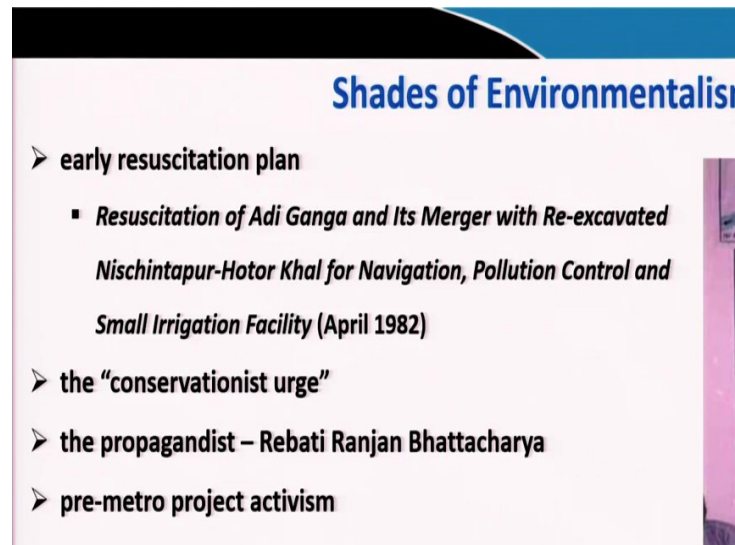 Shades of Environmentalis
➢ early resuscitation plan
▪ Resuscitation of Adi Ganga and Its Merger with Re-excavated
Nischintapur-Hotor Khal for Navigation, Pollution Control and
Small Irrigation Facility (April 1982)
➢ the “conservationist urge”
➢ the propagandist – Rebati Ranjan Bhattacharya
➢ pre-metro project activism